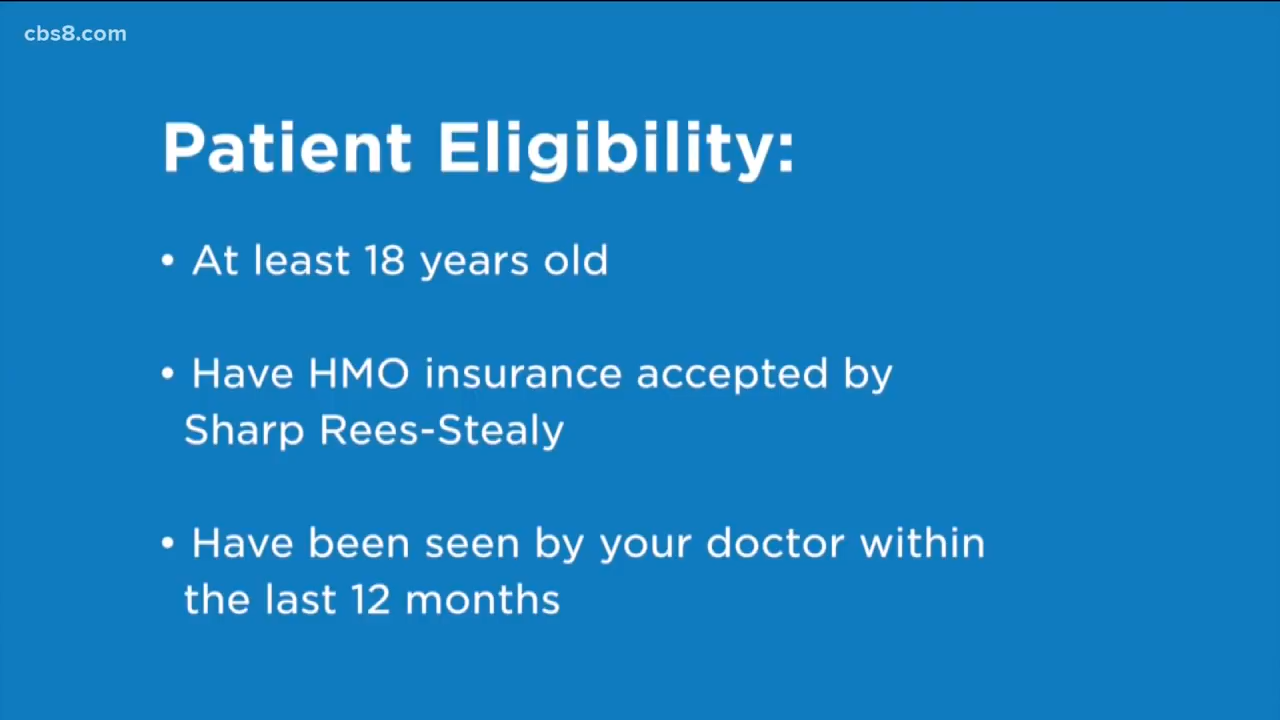 cbs8.com
Patient Eligibility:
• At least 18 years old
• Have HMO insurance accepted by
Sharp Rees-Stealy
• Have been seen by your doctor within
the last 12 months